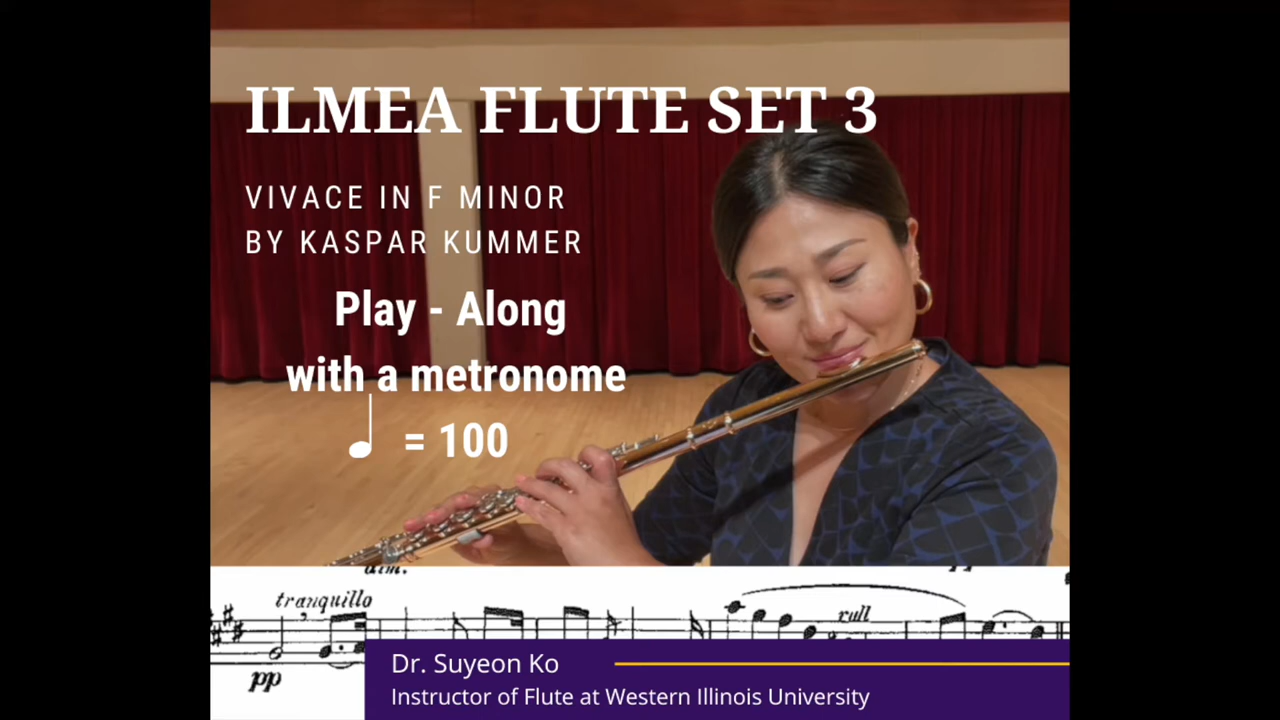 ILMEA FLUTE SET 3
VIVACE IN F MINOR
BY KASPAR KUMMER
Play - Along
with a metronome
= 100
dim.
tranquillo
rall
pp
Dr. Suyeon Ko
Instructor of Flute at Western Illinois University